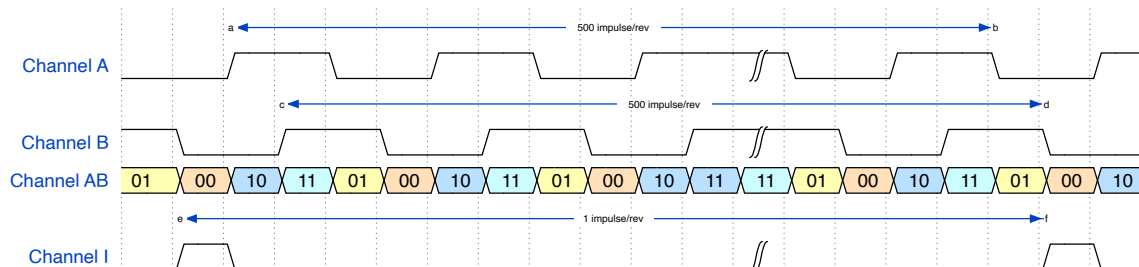 a 500 impulse/rev b
Channel A
c 500 impulse/rev d
Channel B
Channel AB 01 00 10 11 01 00 10 11 01 00 10 11 11 01 00 10 11 01 00 10
e 1 impulse/rev f
Channel I